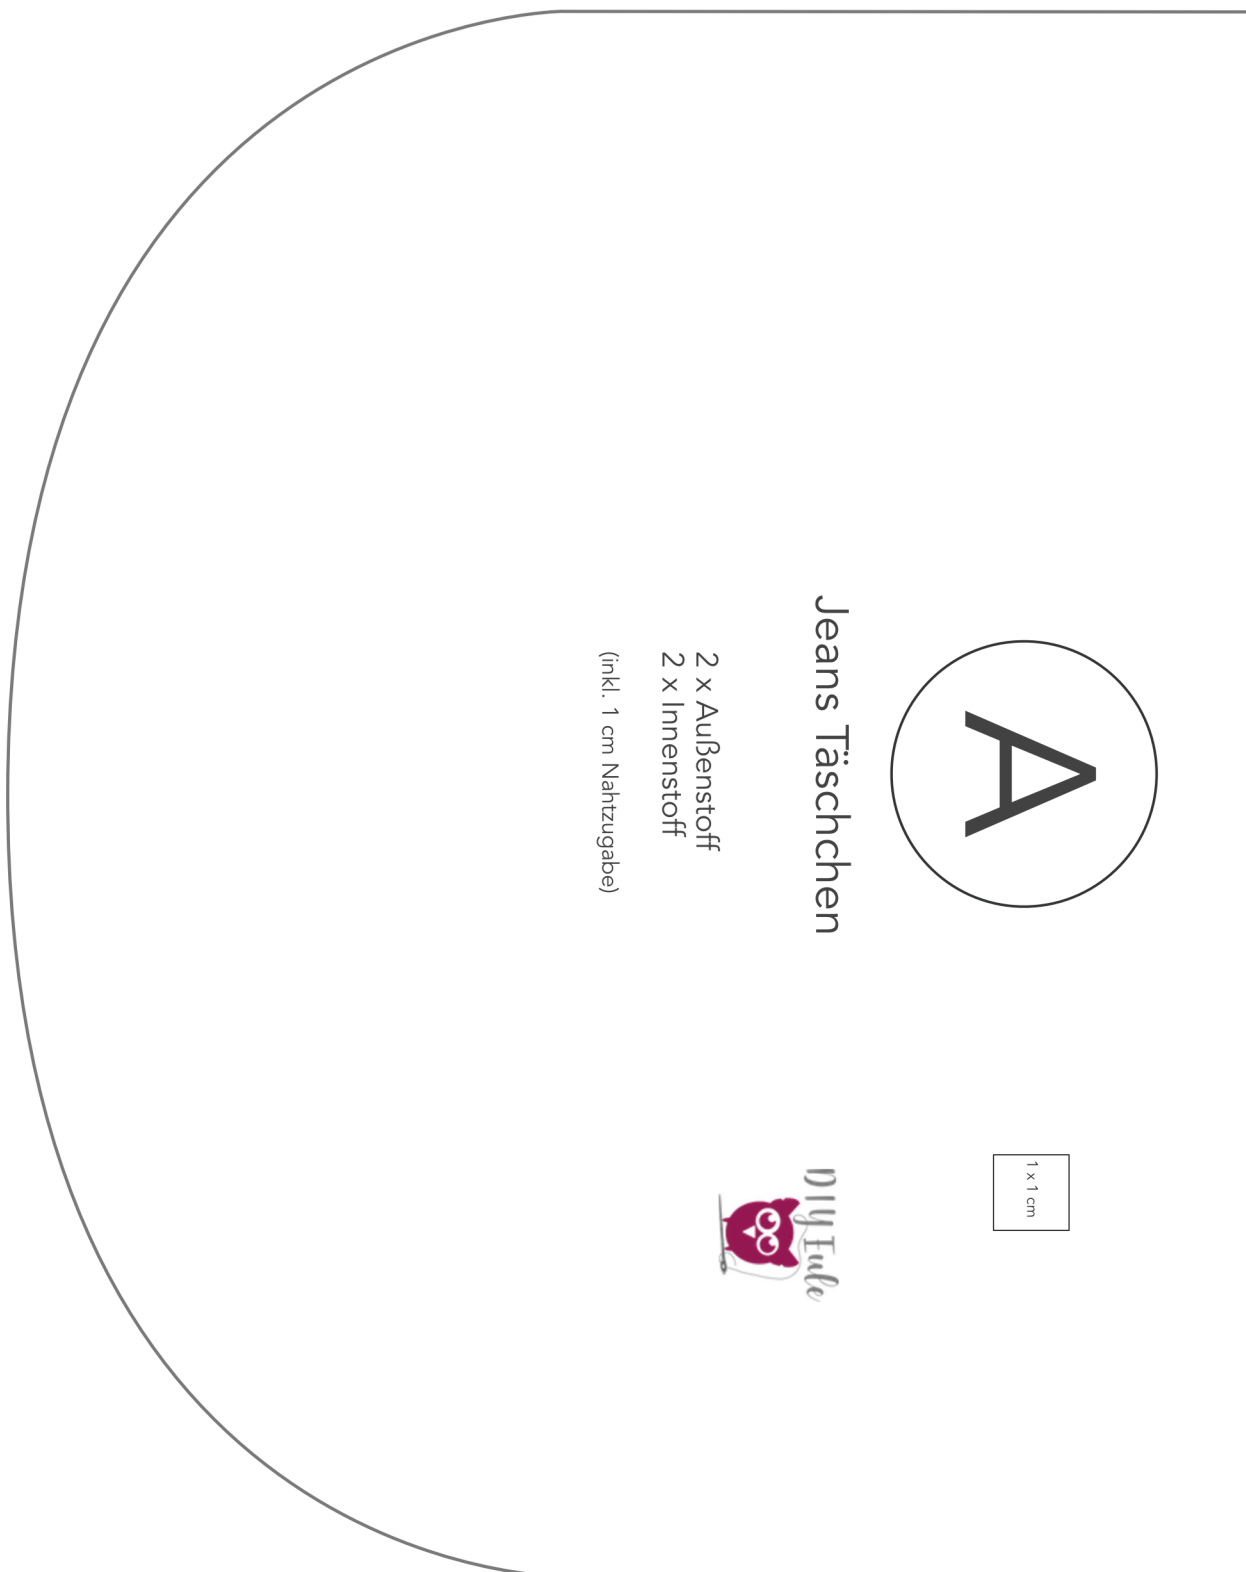 A
Jeans Täschchen
2 x Außenstoff
2 x Innenstoff
(inkl. 1 cm Nahtzugabe)
1 x 1 cm
DIY Eule